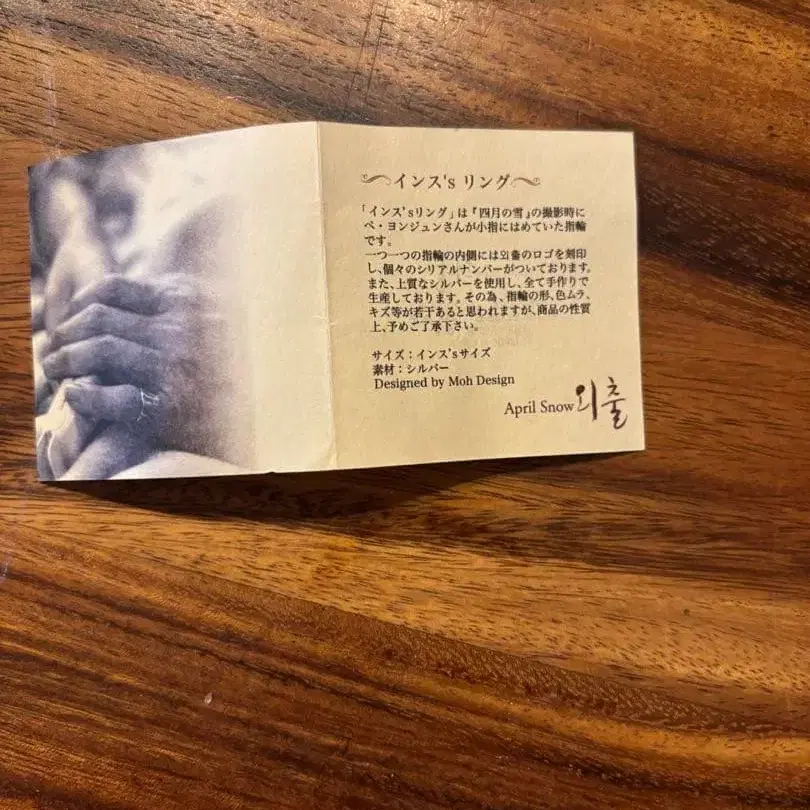 インス's リング
「インス'sリング」は『四月の雪』の撮影時に
ペ・ヨンジュンさんが小指にはめていた指輪
です。
一つ一つの指輪の内側には외출のロゴを刻印
し、個々のシリアルナンバーがついております。
また、上質なシルバーを使用し、全て手作りで
生産しております。その為、指輪の形、色ムラ、
キズ等が若干あると思われますが、商品の性質
上、予めご了承下さい。
サイズ：インス'sサイズ
素材：シルバー
Designed by Moh Design
April Snow 외출